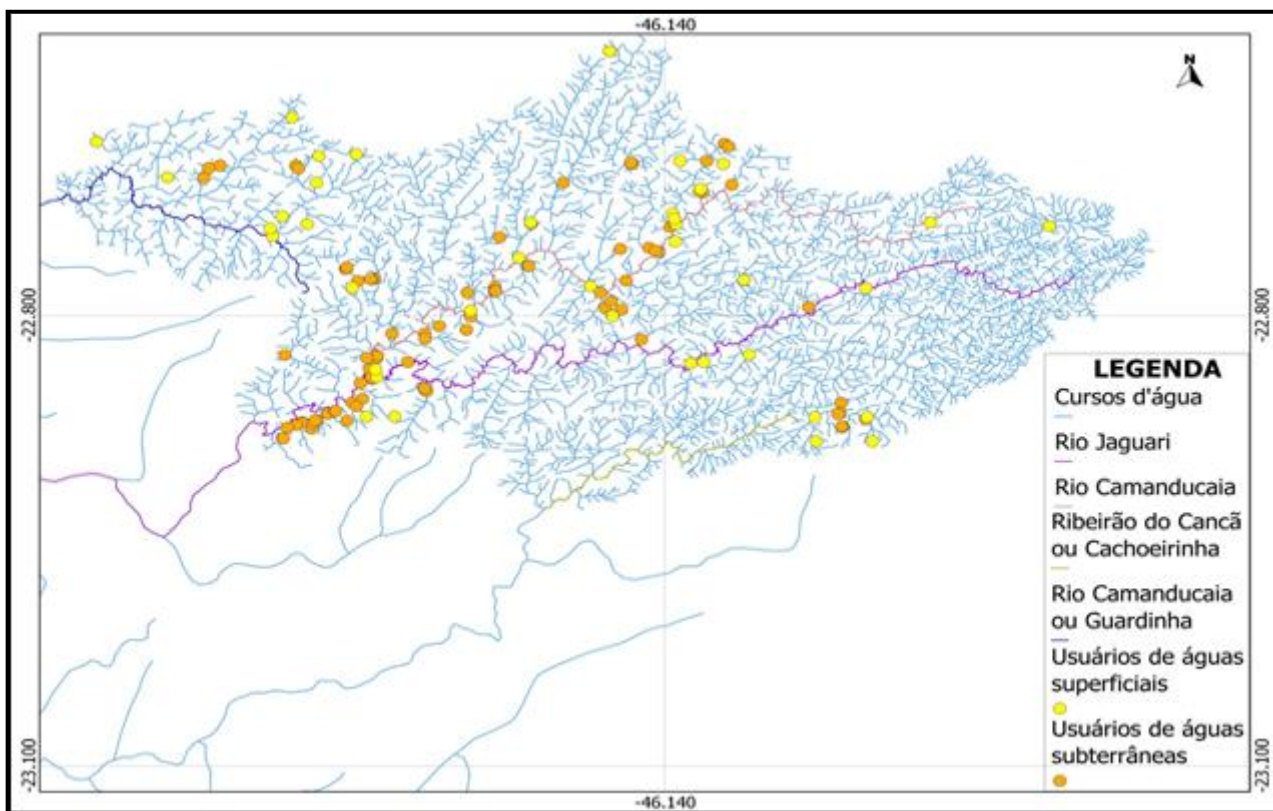 -46.140
N
-22.800
-22.800
LEGENDA
Cursos d'água
Rio Jaguari
Rio Camanducaia
Ribeirão do Cancã
ou Cachoeirinha
Rio Camanducaia
ou Guardinha
Usuários de águas
superficiais
Usuários de águas
subterrâneas
-23.100
-23.100
-46.140